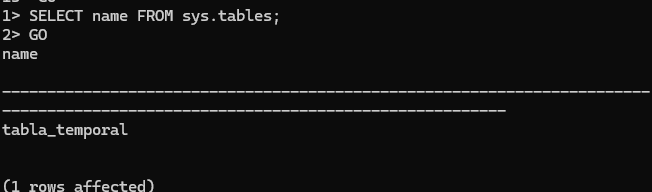 1> SELECT name FROM sys.tables;
2> GO
name
------------------------------------------------------------------------
--------------------------------------------------------
tabla_temporal
(1 rows affected)